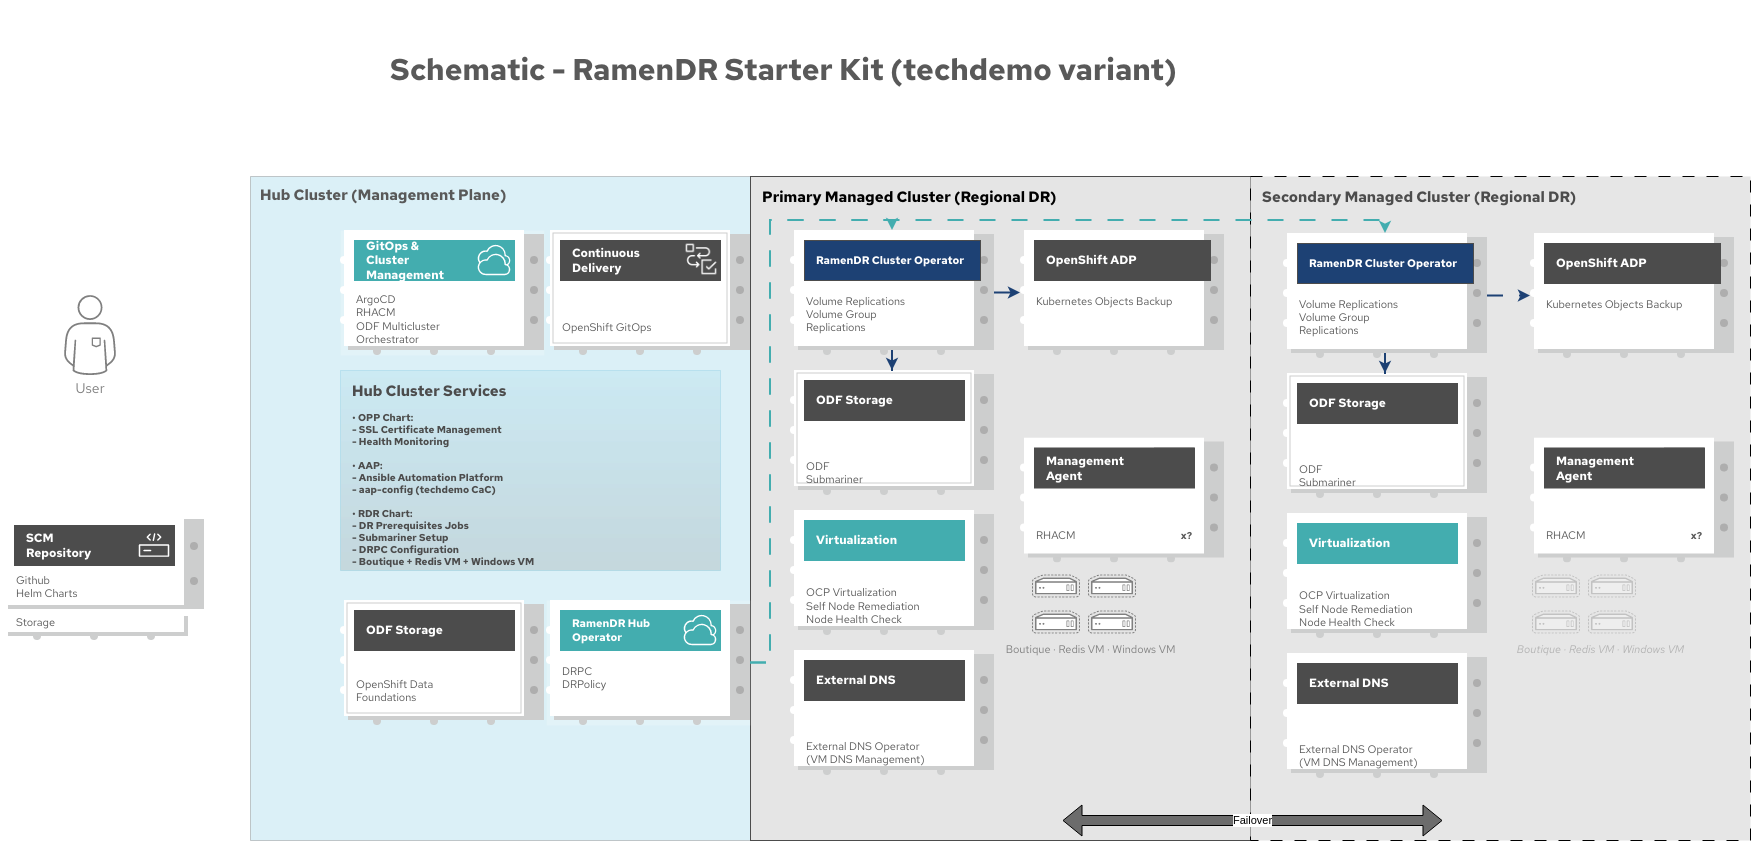 Schematic - RamenDR Starter Kit (techdemo variant)
User
SCM
Repository
</>
Github
Helm Charts
Storage
Hub Cluster (Management Plane)
GitOps &
Cluster
Management
ArgoCD
RHACM
ODF Multicluster
Orchestrator
Continuous
Delivery
OpenShift GitOps
Hub Cluster Services
• OPP Chart:
- SSL Certificate Management
- Health Monitoring
• AAP:
- Ansible Automation Platform
- aap-config (techdemo CaC)
• RDR Chart:
- DR Prerequisites Jobs
- Submariner Setup
- DRPC Configuration
- Boutique + Redis VM + Windows VM
ODF Storage
OpenShift Data
Foundations
RamenDR Hub
Operator
DRPC
DRPolicy
Primary Managed Cluster (Regional DR)
RamenDR Cluster Operator
Volume Replications
Volume Group
Replications
OpenShift ADP
Kubernetes Objects Backup
ODF Storage
ODF
Submariner
Management
Agent
RHACM
x?
Virtualization
OCP Virtualization
Self Node Remediation
Node Health Check
Boutique · Redis VM · Windows VM
External DNS
External DNS Operator
(VM DNS Management)
Secondary Managed Cluster (Regional DR)
RamenDR Cluster Operator
Volume Replications
Volume Group
Replications
OpenShift ADP
Kubernetes Objects Backup
ODF Storage
ODF
Submariner
Management
Agent
RHACM
x?
Virtualization
OCP Virtualization
Self Node Remediation
Node Health Check
Boutique · Redis VM · Windows VM
External DNS
External DNS Operator
(VM DNS Management)
Failover